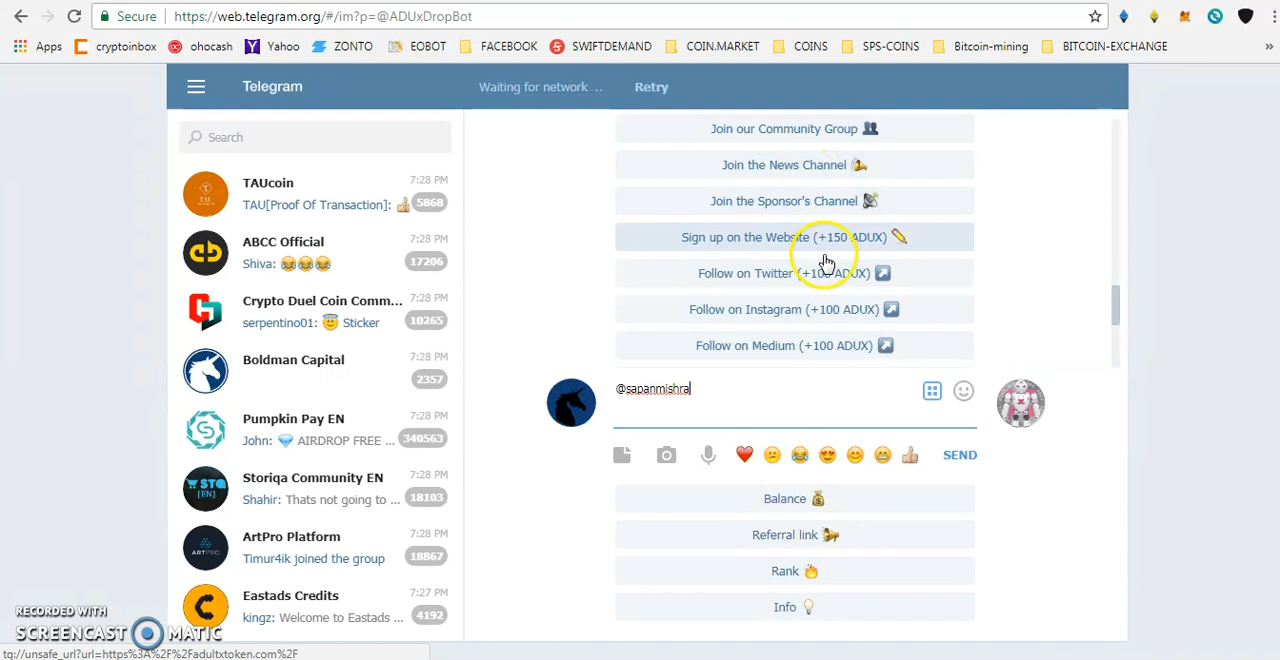 Secure | https://web.telegram.org/#/im?p=@ADUxDropBot
Apps cryptoinbox ohocash Yahoo ZONTO EOBOT FACEBOOK SWIFTDEMAND COIN.MARKET COINS SPS-COINS Bitcoin-mining BITCOIN-EXCHANGE »
Telegram Waiting for network .. Retry
Search
TAUcoin 7:28 PM
TAU[Proof Of Transaction]: 👍 5868
ABCC Official 7:28 PM
Shiva: 😂😂😂 17206
Crypto Duel Coin Comm... 7:28 PM
serpentino01: 😇 Sticker 10265
Boldman Capital 7:28 PM
2357
Pumpkin Pay EN 7:28 PM
John: 💎 AIRDROP FREE ... 340563
Storiqa Community EN 7:28 PM
Shahir: Thats not going to ... 18103
ArtPro Platform 7:28 PM
Timur4ik joined the group 18867
Eastads Credits 7:27 PM
kingz: Welcome to Eastads ... 4192
Join our Community Group 👥
Join the News Channel
Join the Sponsor's Channel 📡
Sign up on the Website (+150 ADUX) ✏️
Follow on Twitter (+100 ADUX) ↗️
Follow on Instagram (+100 ADUX) ↗️
Follow on Medium (+100 ADUX) ↗️
@sapanmishra
SEND
Balance 💰
Referral link
Rank 🔥
Info 💡
RECORDED WITH
SCREENCAST MATIC
tg://unsafe_url?url=https%3A%2F%2Fadultxtoken.com%2F